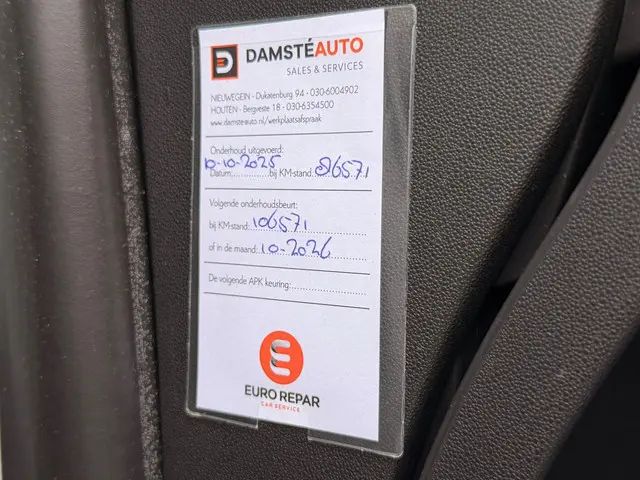 DAMSTÉAUTO
SALES & SERVICES
NIEUWEGEIN - Dukatenburg 94 - 030-6004902
HOUTEN - Bergveste 18 - 030-6354500
www.damsteauto.nl/werkplaatsafspraak
Onderhoud uitgevoerd:
10-10-2025
Datum:............... bij KM-stand:..86571
Volgende onderhoudsbeurt:
bij KM-stand:..106571
of in de maand:..10-2026
De volgende APK keuring:........................
EURO REPAR
CAR SERVICE